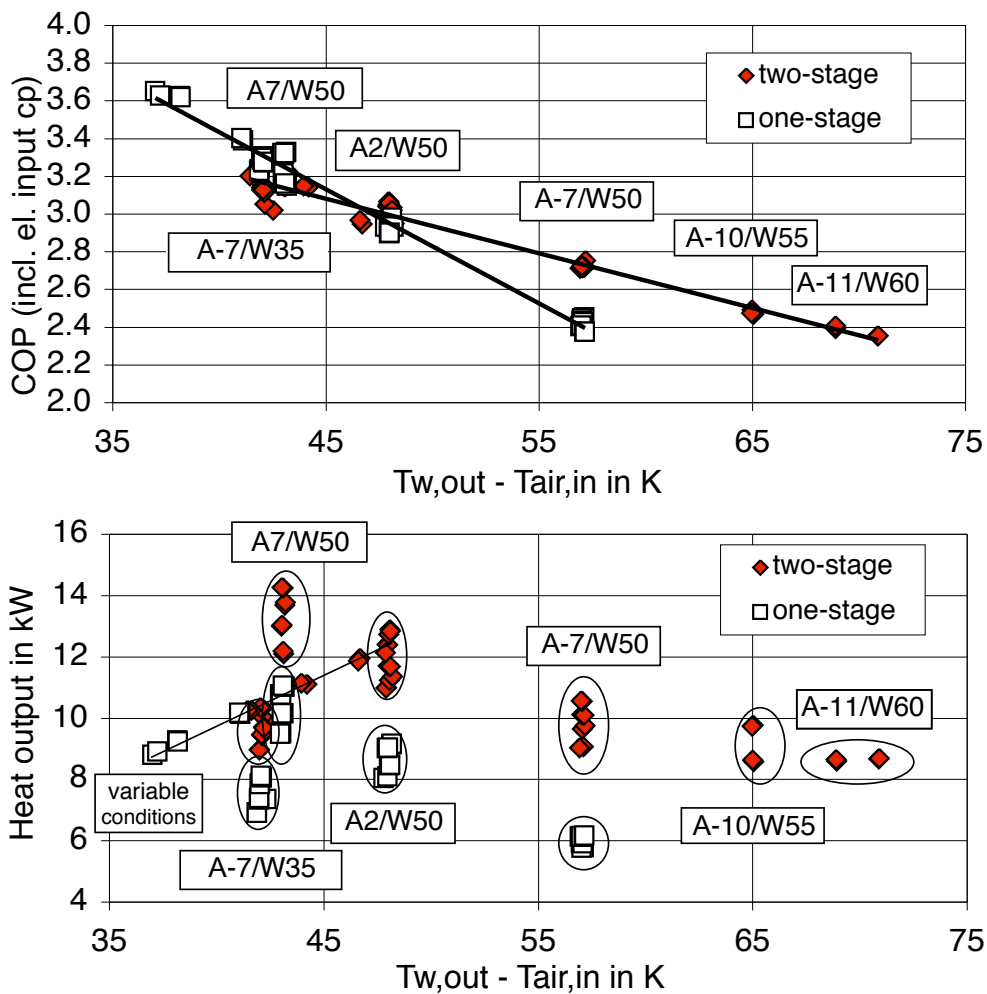 4.0
3.8
3.6
3.4
3.2
3.0
2.8
2.6
2.4
2.2
2.0
COP (incl. el. input cp)
two-stage
one-stage
A7/W50
A2/W50
A-7/W50
A-10/W55
A-7/W35
A-11/W60
35 45 55 65 75
Tw,out - Tair,in in K
16
14
12
10
8
6
4
Heat output in kW
A7/W50
two-stage
one-stage
A-7/W50
A-11/W60
variable
conditions
A2/W50
A-10/W55
A-7/W35
35 45 55 65 75
Tw,out - Tair,in in K